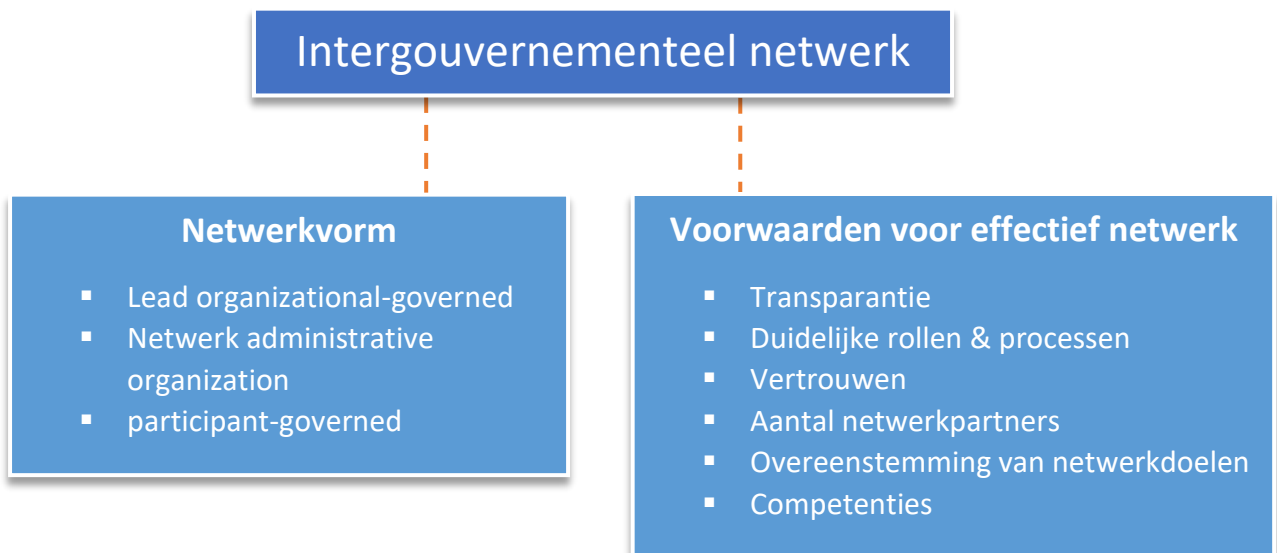 Intergouvernementeel netwerk
Netwerkvorm
▪ Lead organizational-governed
▪ Netwerk administrative
organization
▪ participant-governed
Voorwaarden voor effectief netwerk
▪ Transparantie
▪ Duidelijke rollen & processen
▪ Vertrouwen
▪ Aantal netwerkpartners
▪ Overeenstemming van netwerkdoelen
▪ Competenties